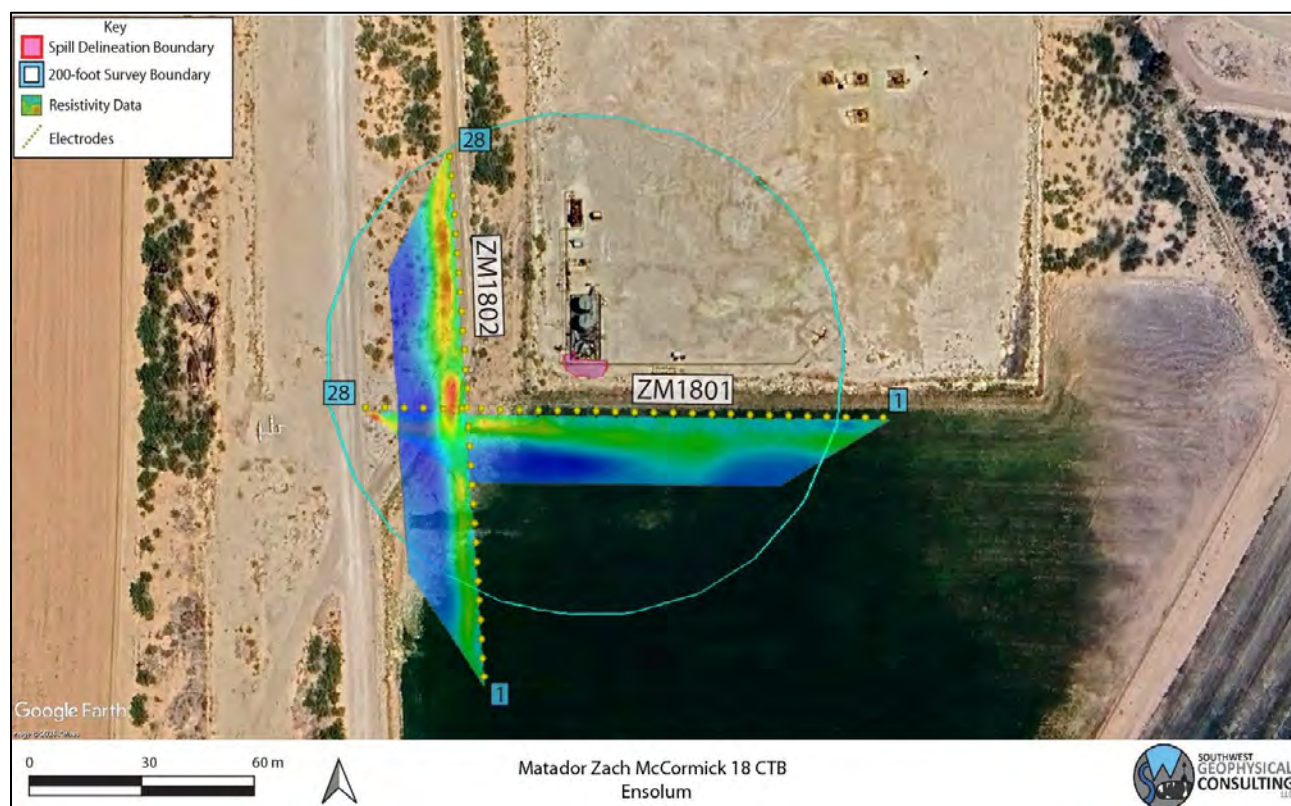 Key
Spill Delineation Boundary
200-foot Survey Boundary
Resistivity Data
Electrodes
28
ZM1802
28
ZM1801
1
1
Google Earth
0 30 60 m
Matador Zach McCormick 18 CTB
Ensolum
SOUTHWEST
GEOPHYSICAL
CONSULTING
LLC